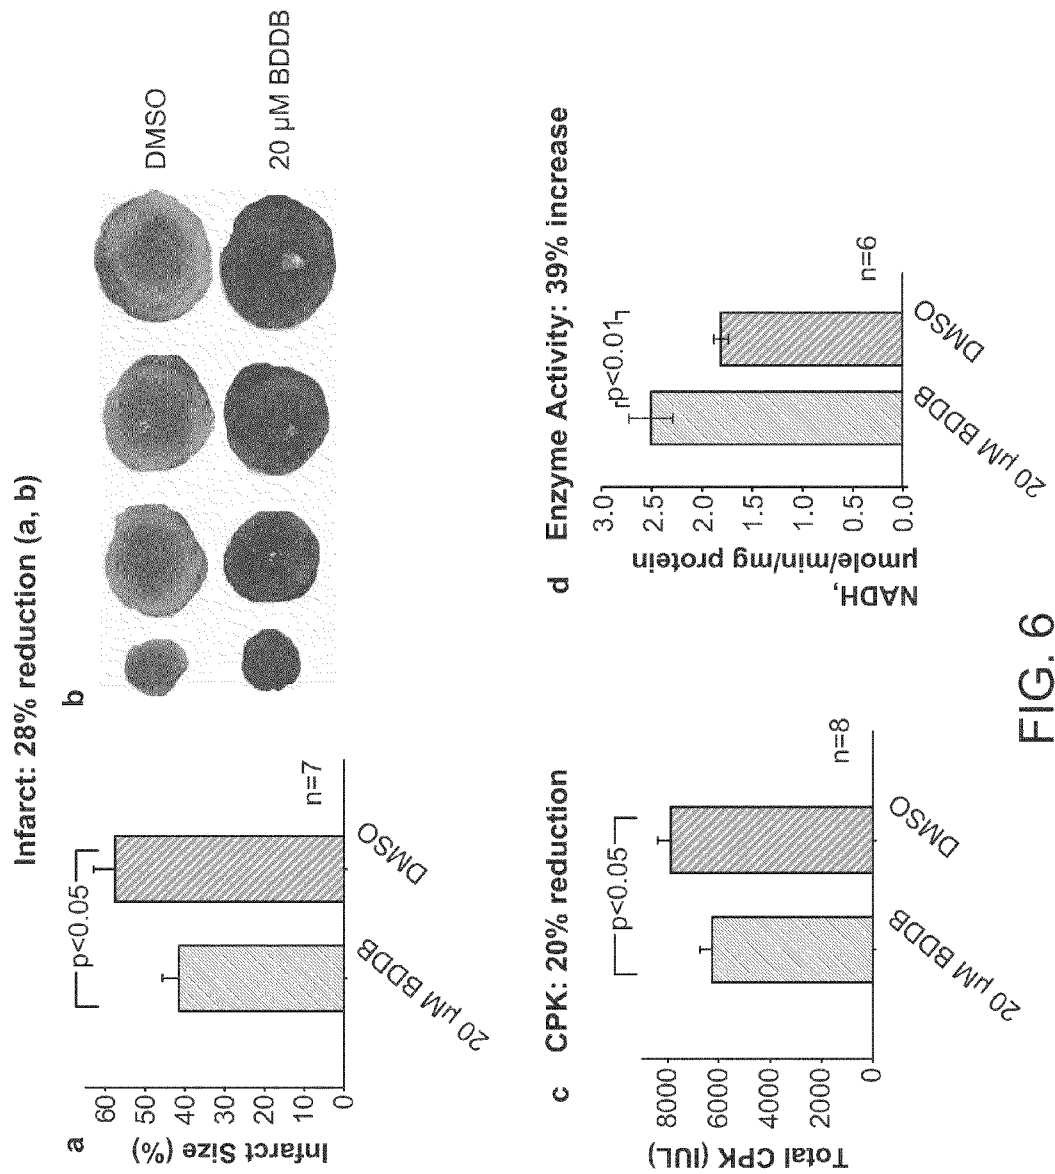 Infarct: 28% reduction (a, b)
a
Infarct Size (%)
60
50
40
30
20
10
0
p<0.05
n=7
20 µM BDDB
DMSO
b
DMSO
20 µM BDDB
c CPK: 20% reduction
Total CPK (IUL)
8000
6000
4000
2000
0
p<0.05
n=8
20 µM BDDB
DMSO
d Enzyme Activity: 39% increase
NADH,
µmole/min/mg protein
3.0
2.5
2.0
1.5
1.0
0.5
0.0
p<0.01
n=6
20 µM BDDB
DMSO
FIG. 6